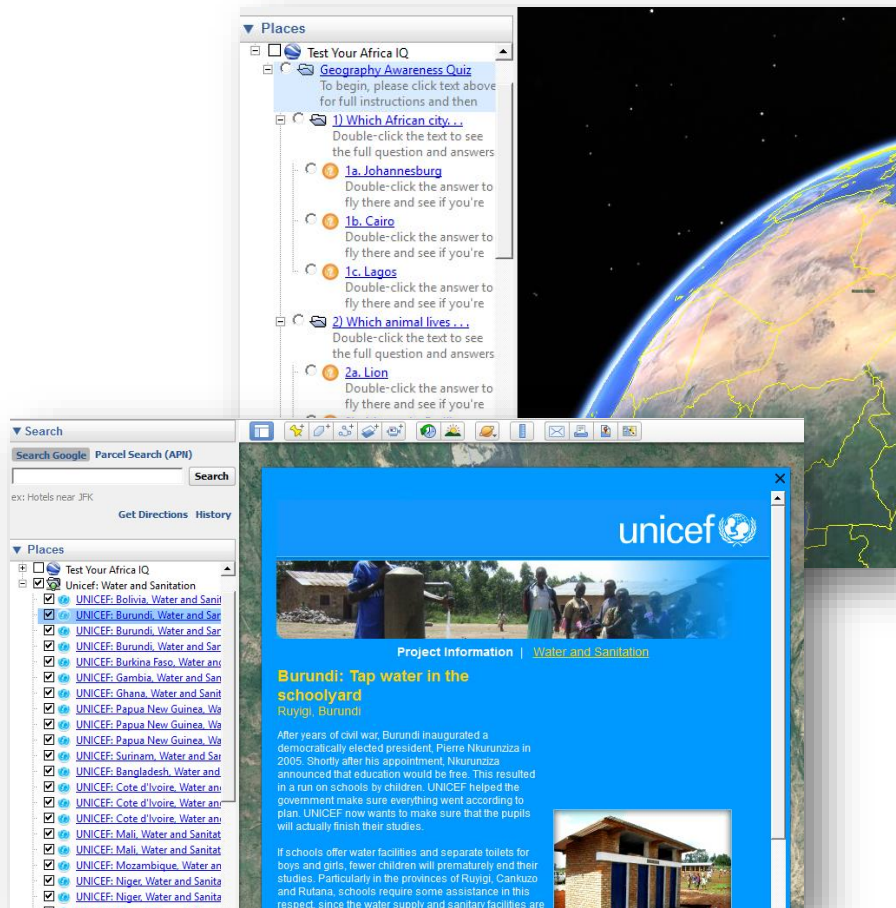 Places
Test Your Africa IQ
Geography Awareness Quiz
To begin, please click text above
for full instructions and then
1) Which African city. . .
Double-click the text to see
the full question and answers
1a. Johannesburg
Double-click the answer to
fly there and see if you're
1b. Cairo
Double-click the answer to
fly there and see if you're
1c. Lagos
Double-click the answer to
fly there and see if you're
2) Which animal lives . . .
Double-click the text to see
the full question and answers
2a. Lion
Double-click the answer to
fly there and see if you're
Search
Search Google Parcel Search (APN)
Search
ex: Hotels near JFK
Get Directions History
Places
Test Your Africa IQ
Unicef: Water and Sanitation
UNICEF: Bolivia, Water and Sanit
UNICEF: Burundi, Water and San
UNICEF: Burundi, Water and San
UNICEF: Burundi, Water and San
UNICEF: Burkina Faso, Water and
UNICEF: Gambia, Water and San
UNICEF: Ghana, Water and Sanit
UNICEF: Papua New Guinea, Wa
UNICEF: Papua New Guinea, Wa
UNICEF: Papua New Guinea, Wa
UNICEF: Surinam, Water and San
UNICEF: Bangladesh, Water and
UNICEF: Cote d'Ivoire, Water and
UNICEF: Cote d'Ivoire, Water and
UNICEF: Cote d'Ivoire, Water and
UNICEF: Mali, Water and Sanitat
UNICEF: Mali, Water and Sanitat
UNICEF: Mozambique, Water an
UNICEF: Niger, Water and Sanita
UNICEF: Niger, Water and Sanita
unicef
Project Information | Water and Sanitation
Burundi: Tap water in the
schoolyard
Ruyigi, Burundi
After years of civil war, Burundi inaugurated a
democratically elected president, Pierre Nkurunziza in
2005. Shortly after his appointment, Nkurunziza
announced that education would be free. This resulted
in a run on schools by children. UNICEF helped the
government make sure everything went according to
plan. UNICEF now wants to make sure that the pupils
will actually finish their studies.
If schools offer water facilities and separate toilets for
boys and girls, fewer children will prematurely end their
studies. Particularly in the provinces of Ruyigi, Cankuzo
and Rutana, schools require some assistance in this
respect, since the water supply and sanitary facilities are